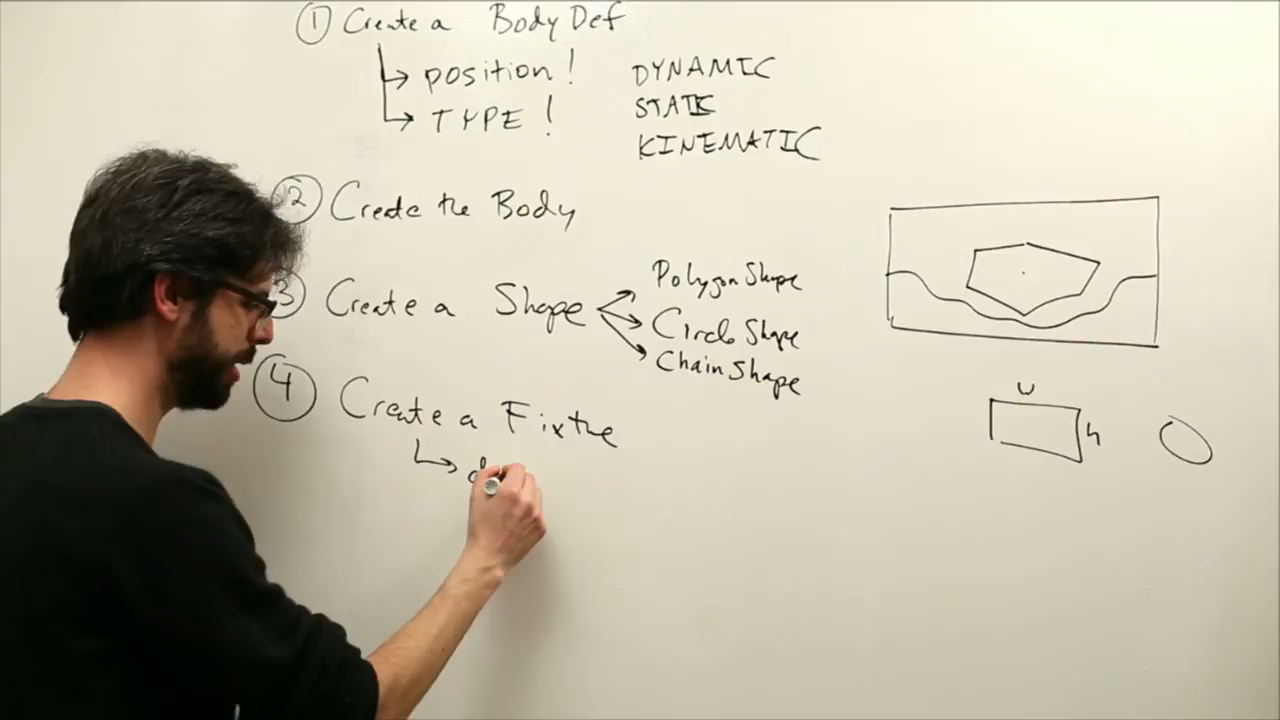 ① Create a Body Def
position !
TYPE !
DYNAMIC
STATIC
KINEMATIC
② Create the Body
3 Create a Shape
Polygon Shape
Circle Shape
Chain Shape
④ Create a Fixture
d
w
h